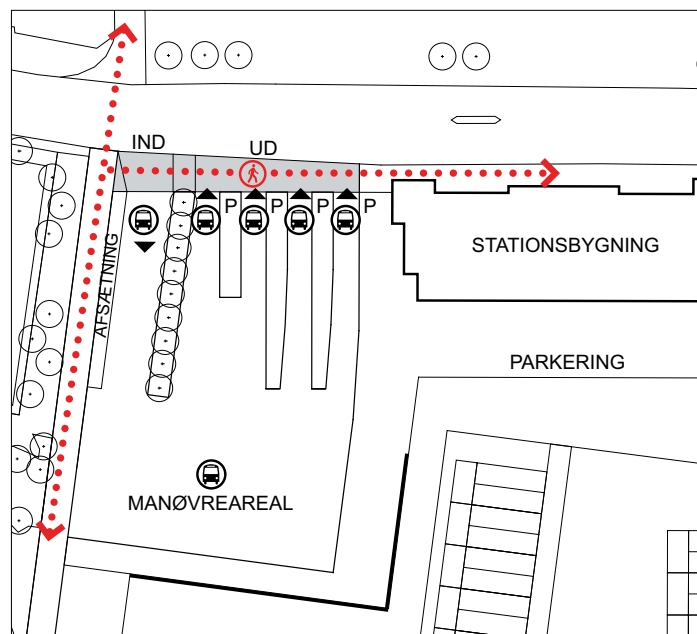 IND
UD
P
P
P
P
AFSÆTNING
STATIONSBYGNING
PARKERING
MANØVREAREAL